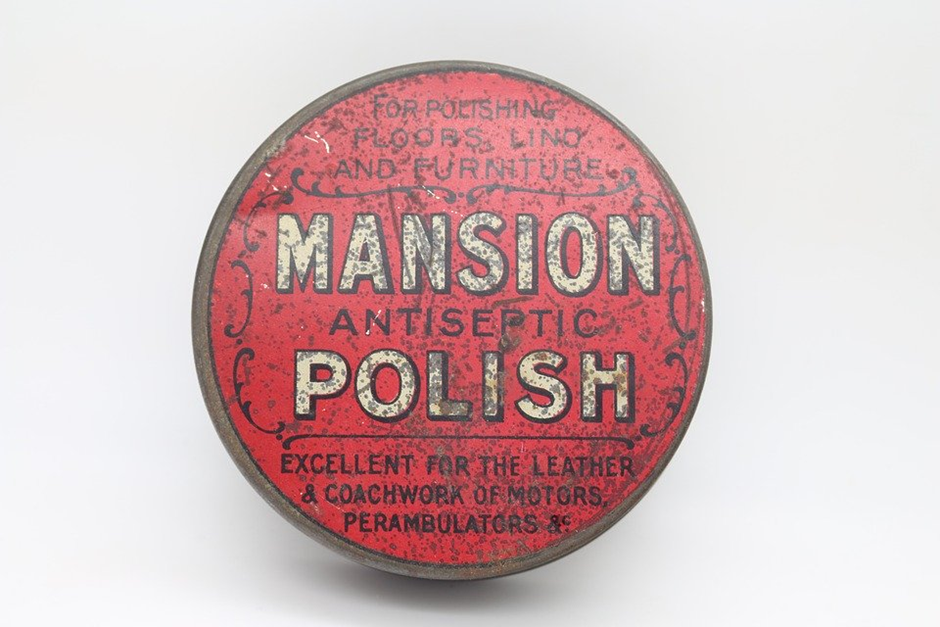 FOR POLISHING
FLOORS, LINO
AND FURNITURE
MANSION
ANTISEPTIC
POLISH
EXCELLENT FOR THE LEATHER
& COACHWORK OF MOTORS,
PERAMBULATORS &c